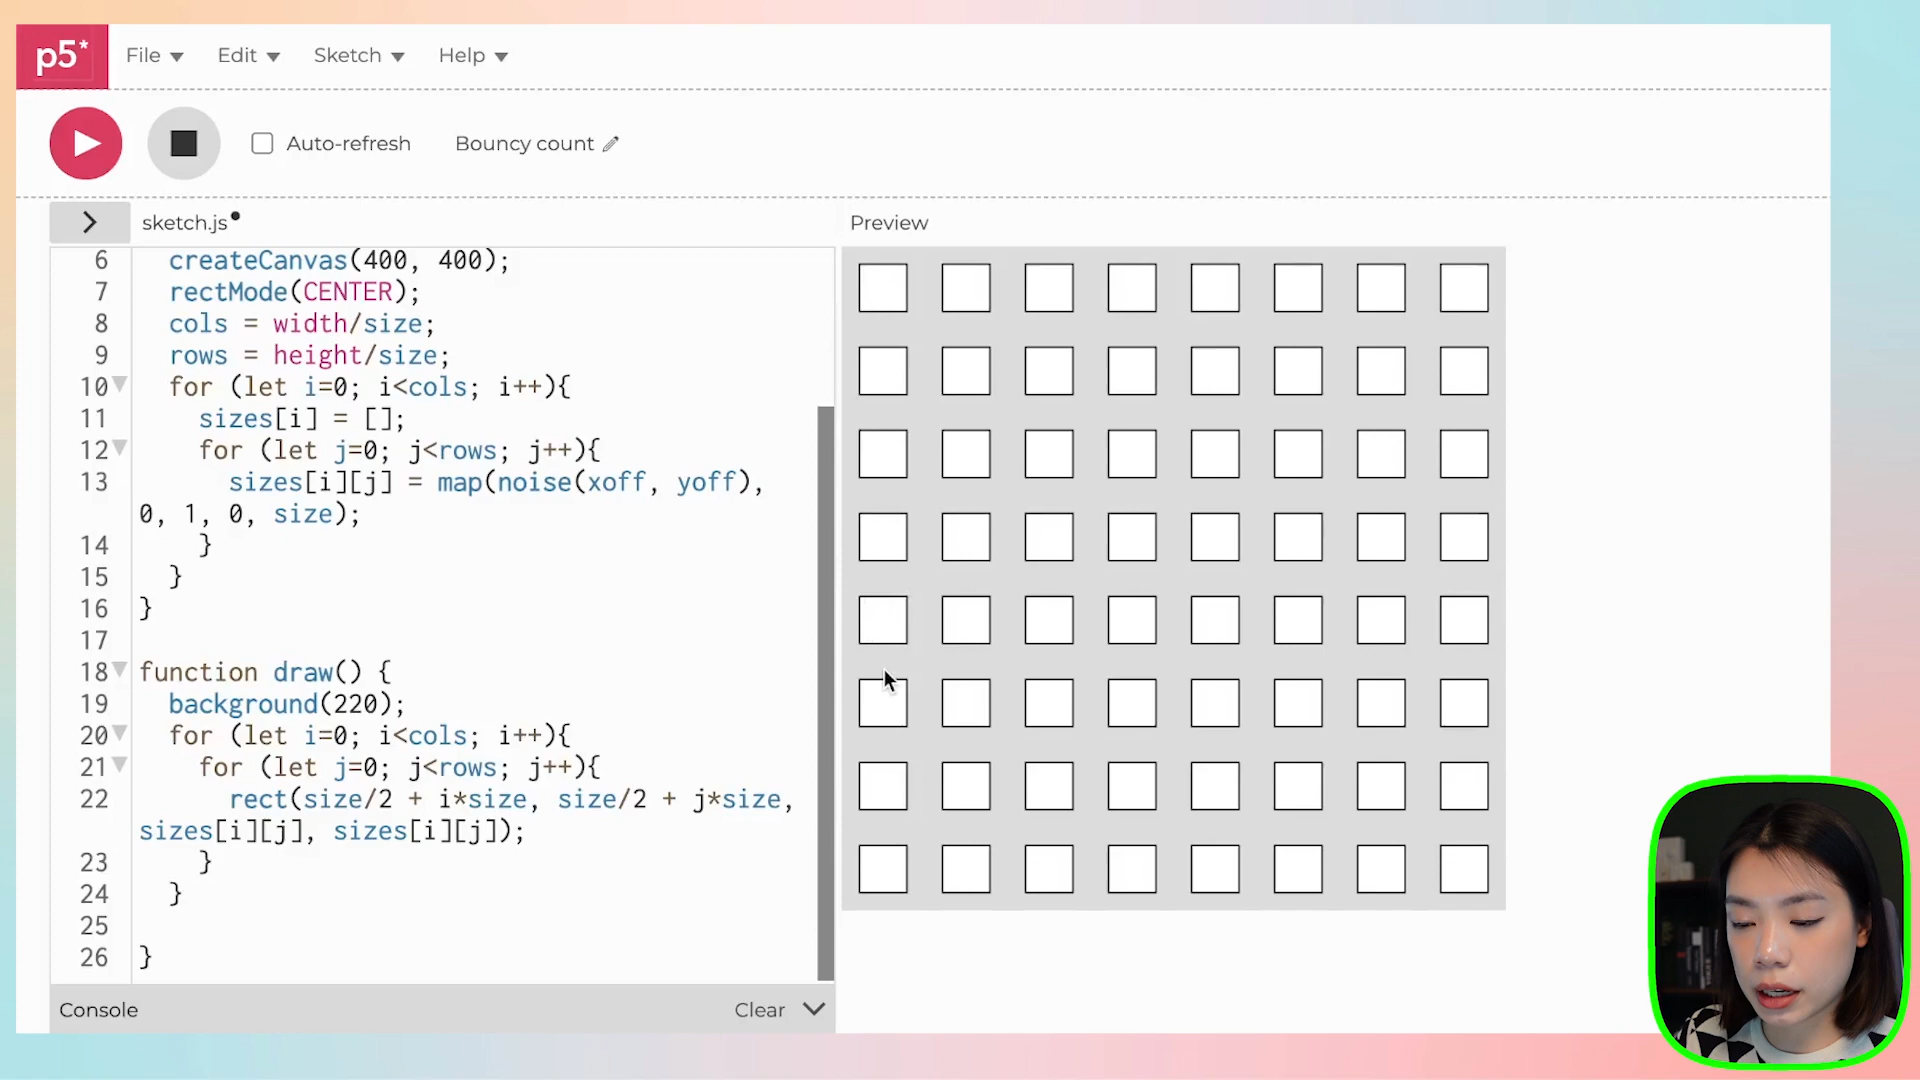 p5*
File
Edit
Sketch
Help
Auto-refresh
Bouncy count
sketch.js
Preview
6 createCanvas(400, 400);
7 rectMode(CENTER);
8 cols = width/size;
9 rows = height/size;
10 for (let i=0; i<cols; i++){
11 sizes[i] = [];
12 for (let j=0; j<rows; j++){
13 sizes[i][j] = map(noise(xoff, yoff),
0, 1, 0, size);
14 }
15 }
16 }
17
18 function draw() {
19 background(220);
20 for (let i=0; i<cols; i++){
21 for (let j=0; j<rows; j++){
22 rect(size/2 + i*size, size/2 + j*size,
sizes[i][j], sizes[i][j]);
23 }
24 }
25
26 }
Console
Clear